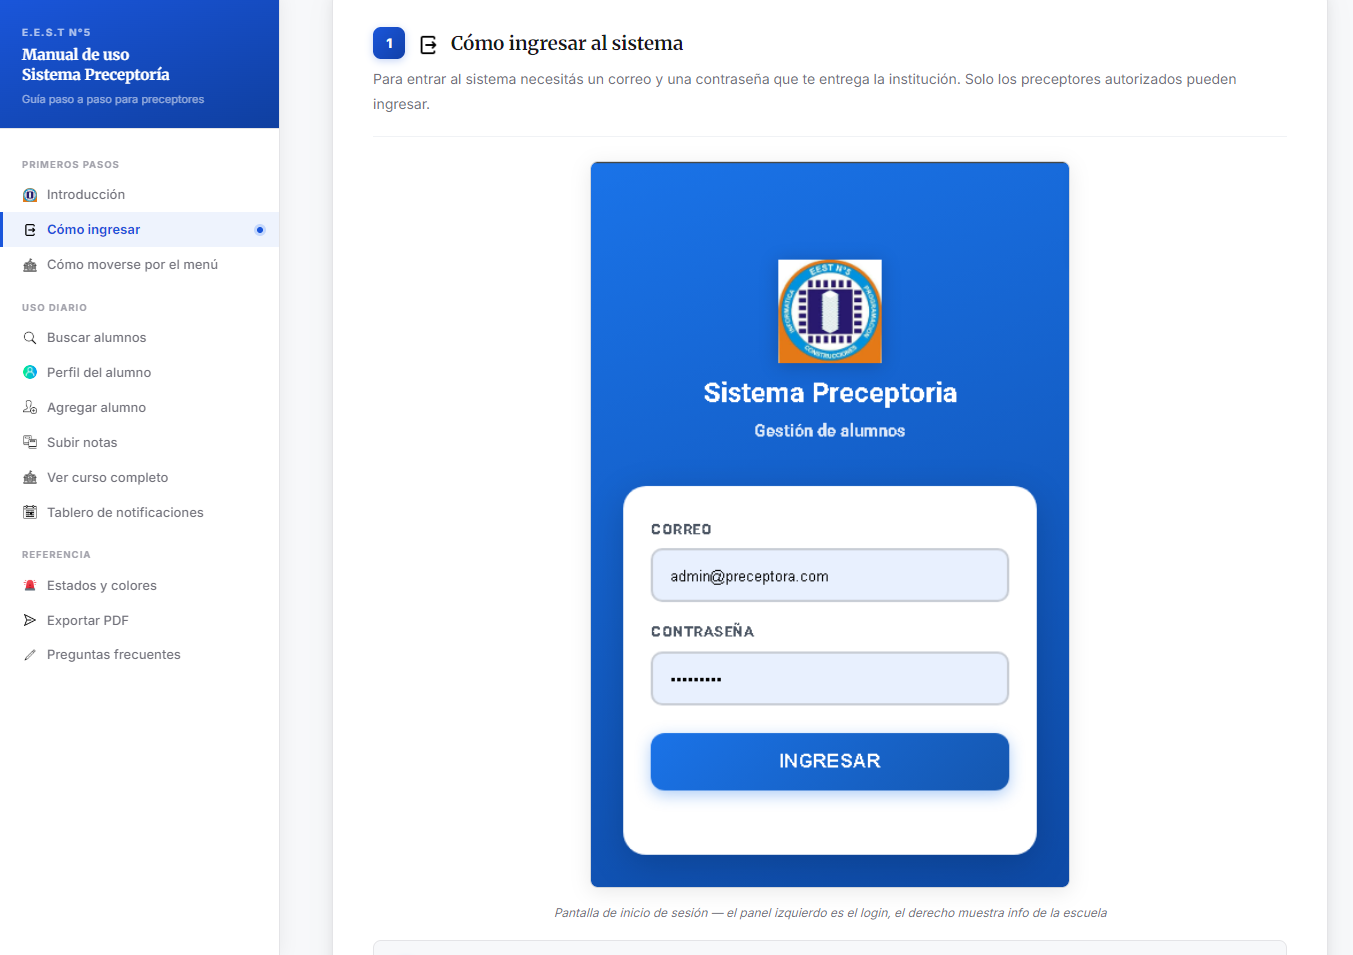 E.E.S.T N°5
Manual de uso
Sistema Preceptoría
Guía paso a paso para preceptores
PRIMEROS PASOS
Introducción
Cómo ingresar
Cómo moverse por el menú
USO DIARIO
Buscar alumnos
Perfil del alumno
Agregar alumno
Subir notas
Ver curso completo
Tablero de notificaciones
REFERENCIA
Estados y colores
Exportar PDF
Preguntas frecuentes
1 Cómo ingresar al sistema
Para entrar al sistema necesitás un correo y una contraseña que te entrega la institución. Solo los preceptores autorizados pueden
ingresar.
EEST N°5
INFORMATICA
PROGRAMACION
CONSTRUCCIONES
Sistema Preceptoria
Gestión de alumnos
CORREO
admin@preceptora.com
CONTRASEÑA
•••••••••
INGRESAR
Pantalla de inicio de sesión — el panel izquierdo es el login, el derecho muestra info de la escuela